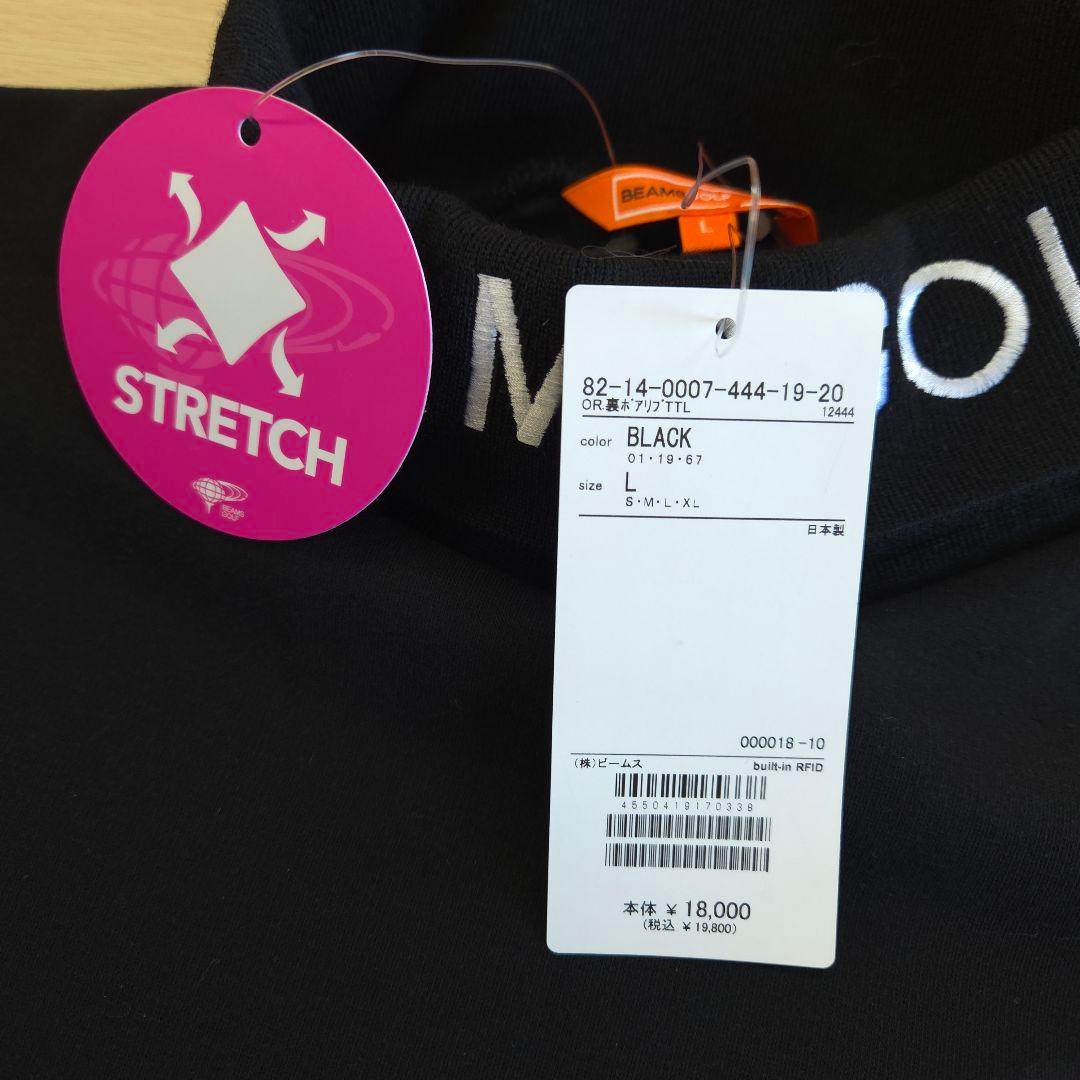 STRETCH
BEAMS
GOLF
BEAMS GOLF
L
82-14-0007-444-19-20
OR.裏ﾎﾞｱﾘﾌﾞTTL 12444
color BLACK
01・19・67
size L
S・M・L・XL
日本製
000018-10
(株)ビームス built-in RFID
4550419170338
本体 ¥ 18,000
(税込 ¥ 19,800)